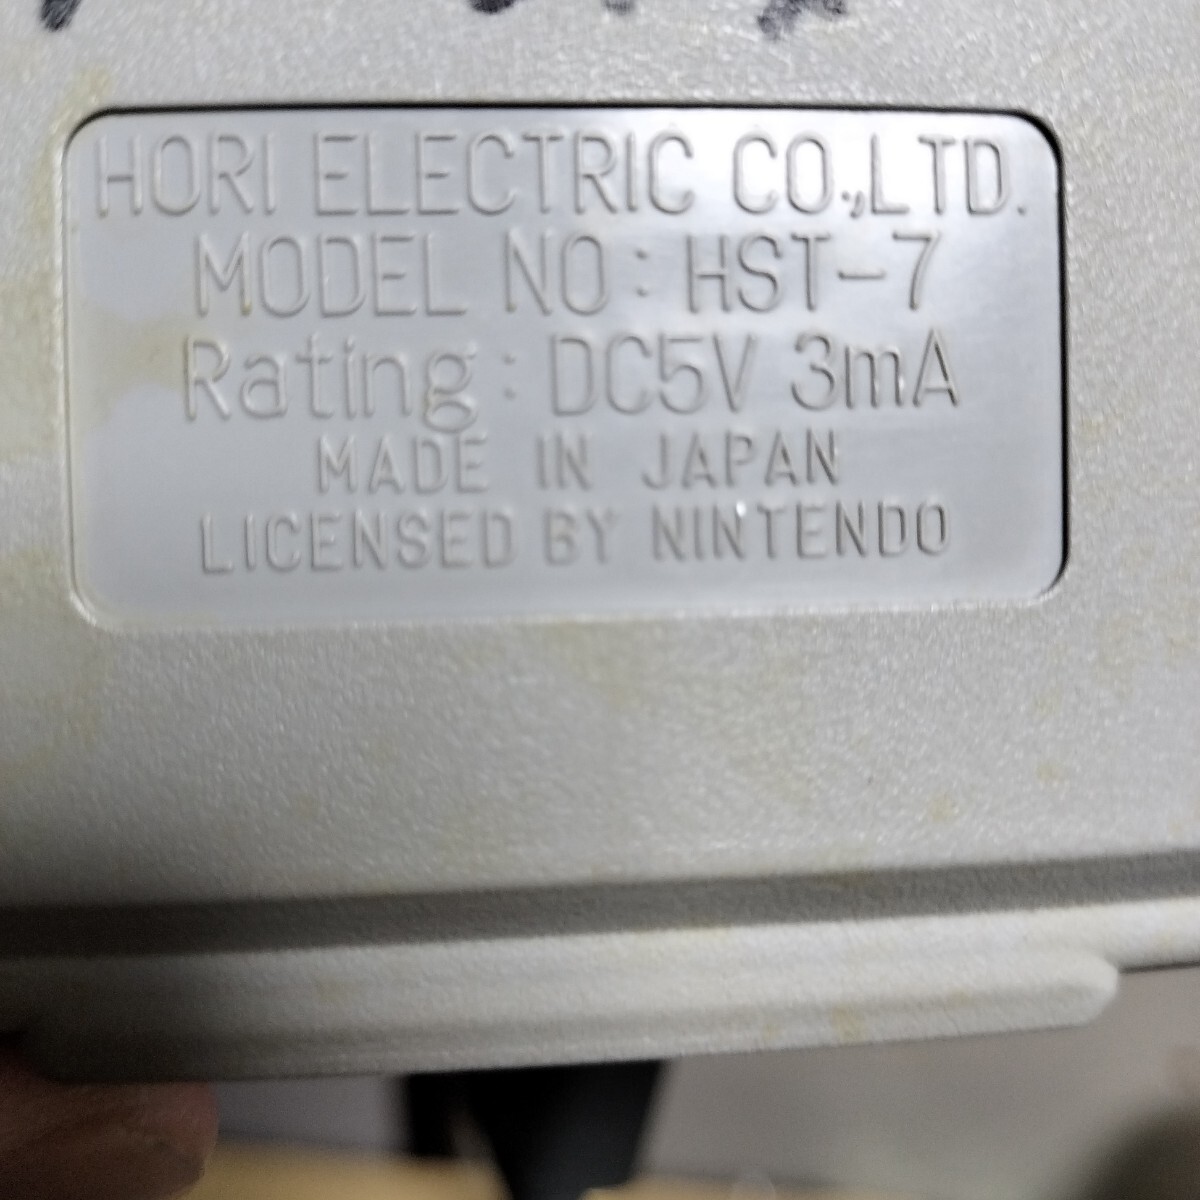 HORI ELECTRIC CO.,LTD.
MODEL NO : HST-7
Rating : DC5V 3mA
MADE IN JAPAN
LICENSED BY NINTENDO